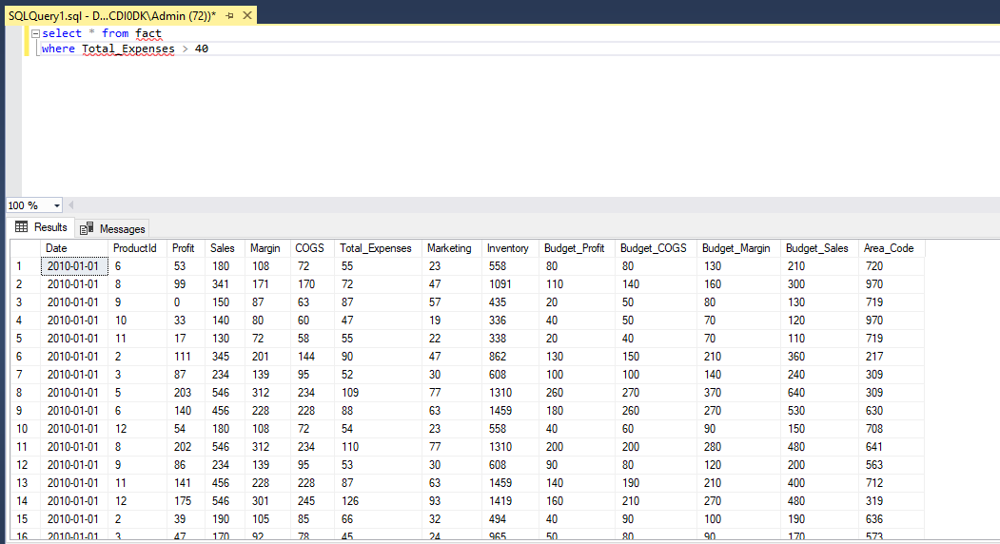 SQLQuery1.sql - D...CDI0DK\Admin (72))*
select * from fact
where Total_Expenses > 40
100 %
Results Messages
Date ProductId Profit Sales Margin COGS Total_Expenses Marketing Inventory Budget_Profit Budget_COGS Budget_Margin Budget_Sales Area_Code
1 2010-01-01 6 53 180 108 72 55 23 558 80 80 130 210 720
2 2010-01-01 8 99 341 171 170 72 47 1091 110 140 160 300 970
3 2010-01-01 9 0 150 87 63 87 57 435 20 50 80 130 719
4 2010-01-01 10 33 140 80 60 47 19 336 40 50 70 120 970
5 2010-01-01 11 17 130 72 58 55 22 338 20 40 70 110 719
6 2010-01-01 2 111 345 201 144 90 47 862 130 150 210 360 217
7 2010-01-01 3 87 234 139 95 52 30 608 100 100 140 240 309
8 2010-01-01 5 203 546 312 234 109 77 1310 260 270 370 640 309
9 2010-01-01 6 140 456 228 228 88 63 1459 180 260 270 530 630
10 2010-01-01 12 54 180 108 72 54 23 558 40 60 90 150 708
11 2010-01-01 8 202 546 312 234 110 77 1310 200 200 280 480 641
12 2010-01-01 9 86 234 139 95 53 30 608 90 80 120 200 563
13 2010-01-01 11 141 456 228 228 87 63 1459 140 190 210 400 712
14 2010-01-01 12 175 546 301 245 126 93 1419 160 210 270 480 319
15 2010-01-01 2 39 190 105 85 66 32 494 40 90 100 190 636
16 2010-01-01 3 47 170 92 78 45 24 965 50 80 90 170 573